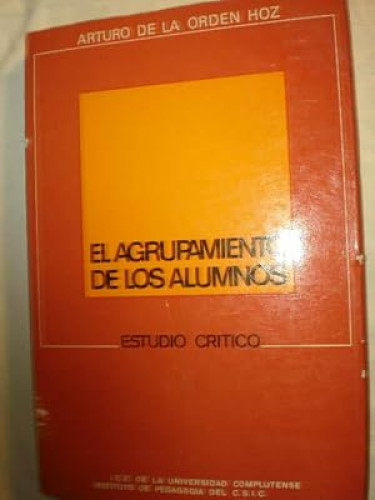 ARTURO DE LA ORDEN HOZ
EL AGRUPAMIENTO
DE LOS ALUMNOS
ESTUDIO CRITICO
DE LA UNIVERSIDAD COMPLUTENSE
INSTITUTO DE PEDAGOGIA DEL C.S.I.C.